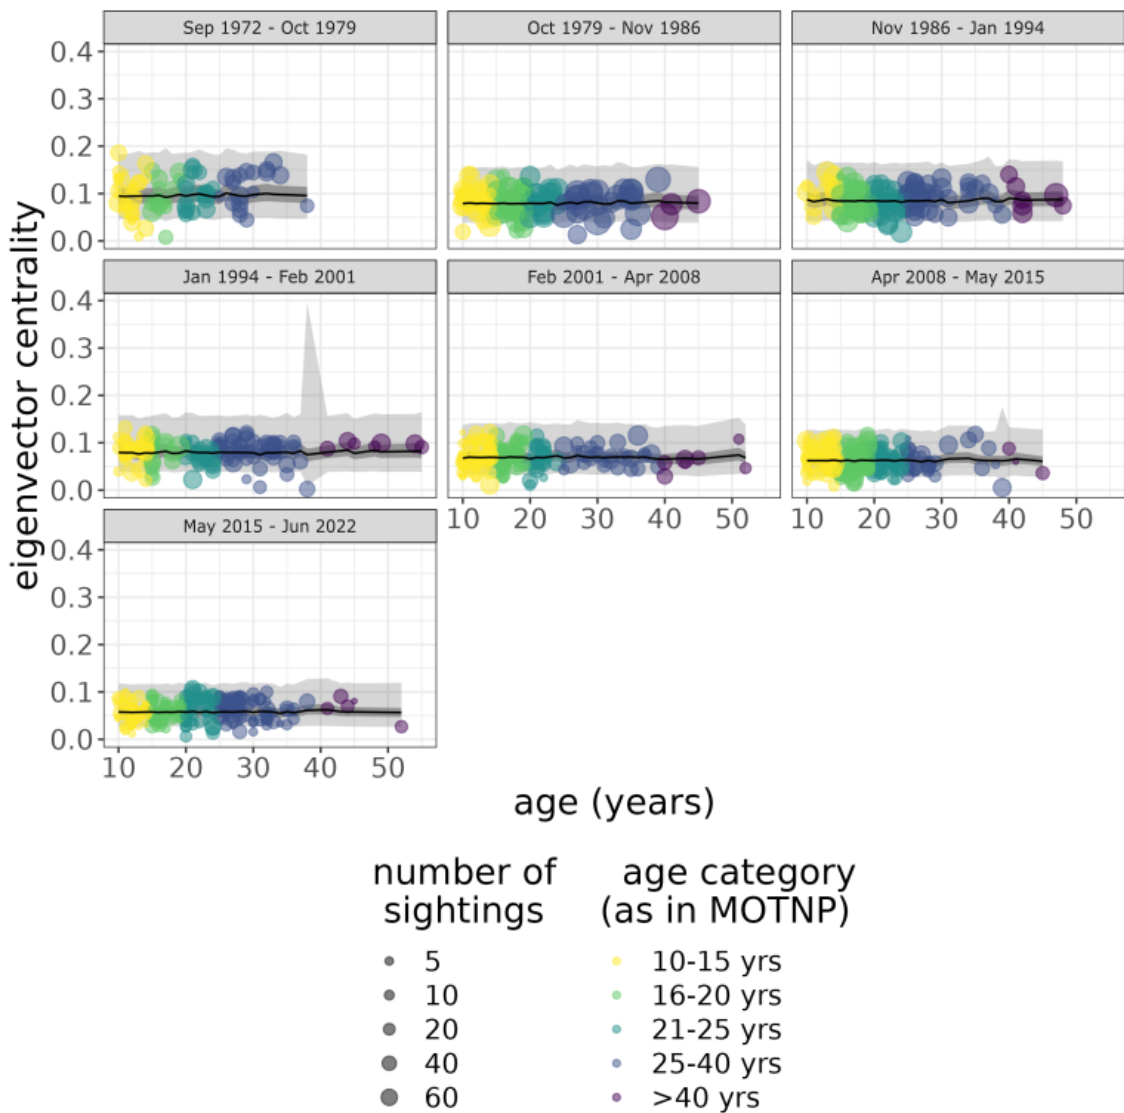 Sep 1972 - Oct 1979
Oct 1979 - Nov 1986
Nov 1986 - Jan 1994
0.4
0.3
0.2
0.1
0.0
Jan 1994 - Feb 2001
Feb 2001 - Apr 2008
Apr 2008 - May 2015
0.4
0.3
0.2
0.1
0.0
10 20 30 40 50
10 20 30 40 50
May 2015 - Jun 2022
0.4
0.3
0.2
0.1
0.0
10 20 30 40 50
eigenvector centrality
age (years)
number of
sightings
5
10
20
40
60
age category
(as in MOTNP)
10-15 yrs
16-20 yrs
21-25 yrs
25-40 yrs
>40 yrs